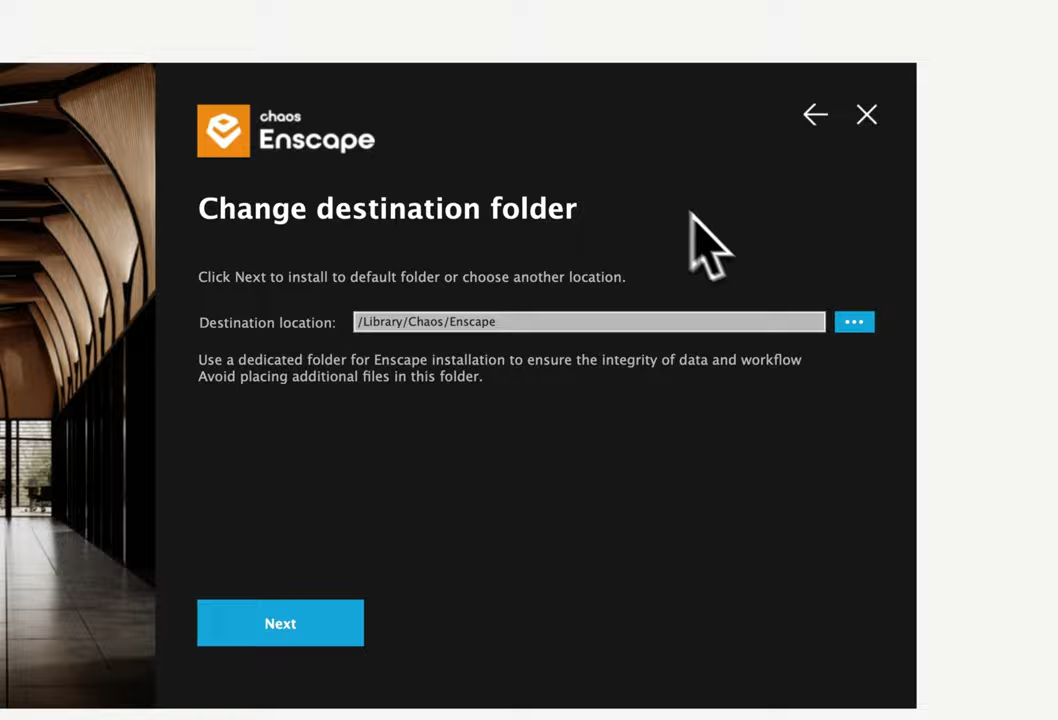 chaos
Enscape
Change destination folder
Click Next to install to default folder or choose another location.
Destination location: /Library/Chaos/Enscape
Use a dedicated folder for Enscape installation to ensure the integrity of data and workflow
Avoid placing additional files in this folder.
Next